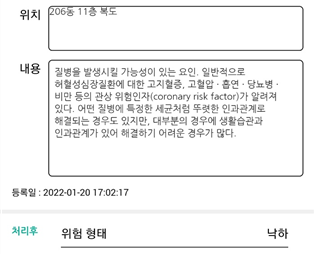 위치
206동 11층 복도
내용
질병을 발생시킬 가능성이 있는 요인. 일반적으로
허혈성심장질환에 대한 고지혈증, 고혈압 · 흡연 · 당뇨병 ·
비만 등의 관상 위험인자(coronary risk factor)가 알려져
있다. 어떤 질병에 특정한 세균처럼 뚜렷한 인과관계로
해결되는 경우도 있지만, 대부분의 경우에 생활습관과
인과관계가 있어 해결하기 어려운 경우가 많다.
등록일 : 2022-01-20 17:02:17
처리후
위험 형태 낙하